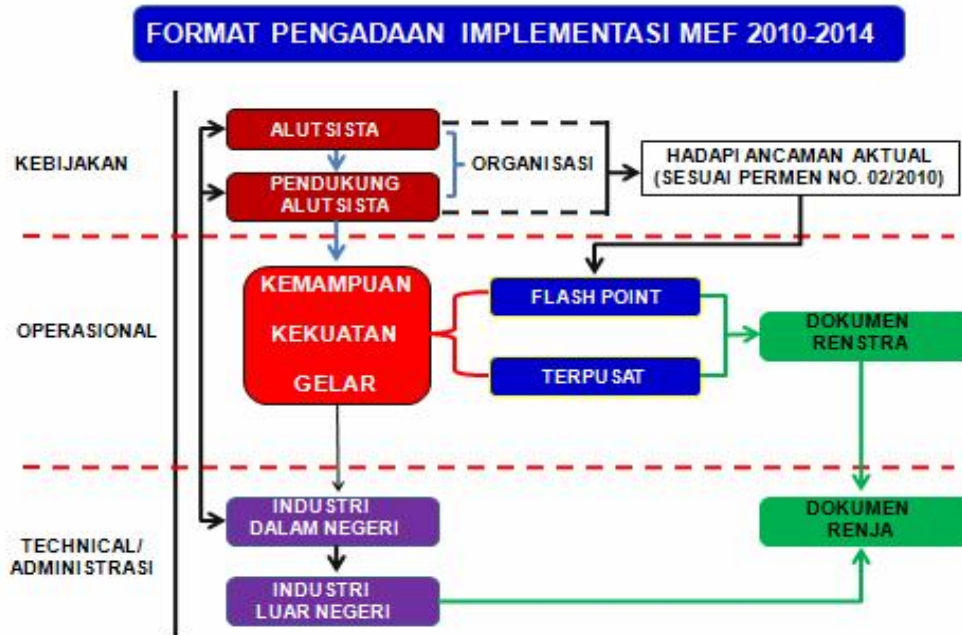 FORMAT PENGADAAN IMPLEMENTASI MEF 2010-2014
KEBIJAKAN
ALUTSISTA
PENDUKUNG
ALUTSISTA
ORGANISASI
HADAPI ANCAMAN AKTUAL
(SESUAI PERMEN NO. 02/2010)
OPERASIONAL
KEMAMPUAN
KEKUATAN
GELAR
FLASH POINT
TERPUSAT
DOKUMEN
RENSTRA
TECHNICAL/
ADMINISTRASI
INDUSTRI
DALAM NEGERI
INDUSTRI
LUAR NEGERI
DOKUMEN
RENJA